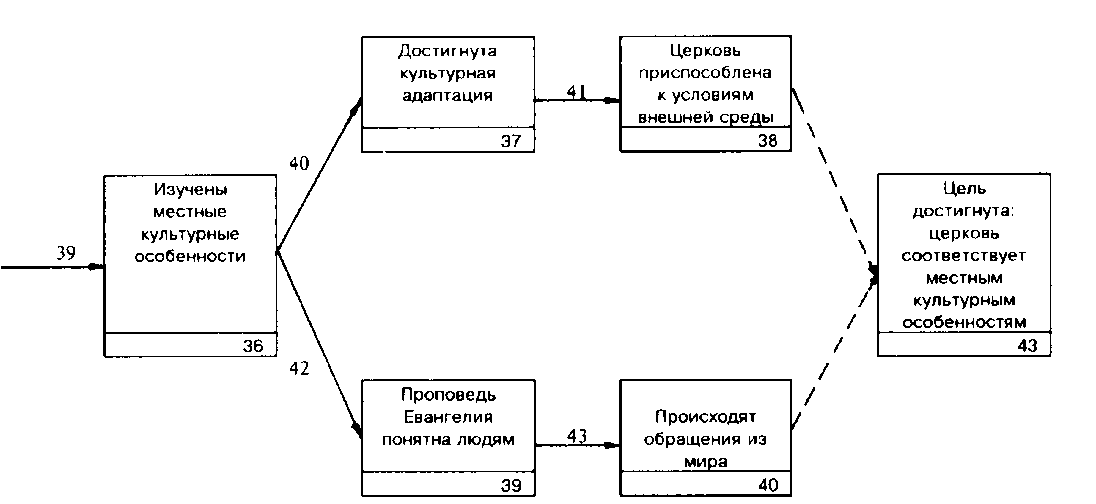 39
Изучены
местные
культурные
особенности
36
40
Достигнута
культурная
адаптация
37
41
Церковь
приспособлена
к условиям
внешней среды
38
42
Проповедь
Евангелия
понятна людям
39
43
Происходят
обращения из
мира
40
Цель
достигнута:
церковь
соответствует
местным
культурным
особенностям
43